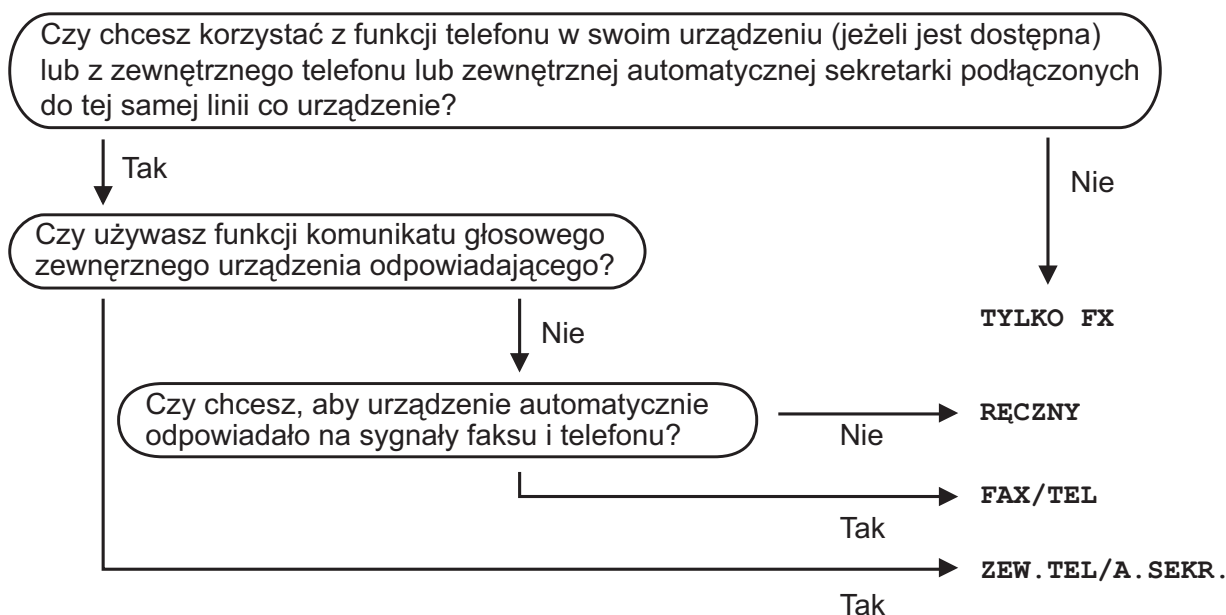 Czy chcesz korzystać z funkcji telefonu w swoim urządzeniu (jeżeli jest dostępna)
lub z zewnętrznego telefonu lub zewnętrznej automatycznej sekretarki podłączonych
do tej samej linii co urządzenie?
Tak
Nie
Czy używasz funkcji komunikatu głosowego
zewnęrznego urządzenia odpowiadającego?
TYLKO FX
Nie
Czy chcesz, aby urządzenie automatycznie
odpowiadało na sygnały faksu i telefonu?
Nie
RĘCZNY
FAX/TEL
Tak
ZEW.TEL/A.SEKR.
Tak